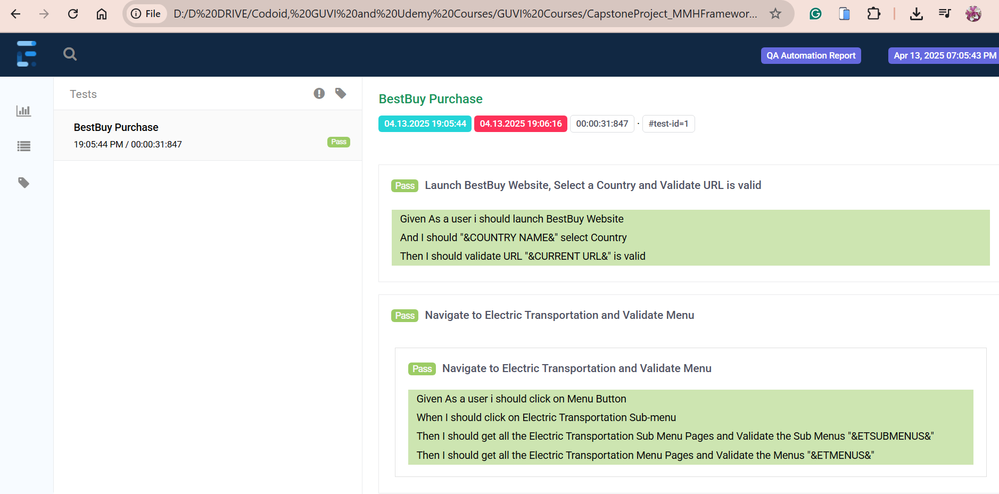 File
D:/D%20DRIVE/Codoid,%20GUVI%20and%20Udemy%20Courses/GUVI%20Courses/CapstoneProject_MMHFramewor...
QA Automation Report
Apr 13, 2025 07:05:43 PM
Tests
BestBuy Purchase
19:05:44 PM / 00:00:31:847
Pass
BestBuy Purchase
04.13.2025 19:05:44 04.13.2025 19:06:16 00:00:31:847 · #test-id=1
Pass Launch BestBuy Website, Select a Country and Validate URL is valid
Given As a user i should launch BestBuy Website
And I should "&COUNTRY NAME&" select Country
Then I should validate URL "&CURRENT URL&" is valid
Pass Navigate to Electric Transportation and Validate Menu
Pass Navigate to Electric Transportation and Validate Menu
Given As a user i should click on Menu Button
When I should click on Electric Transportation Sub-menu
Then I should get all the Electric Transportation Sub Menu Pages and Validate the Sub Menus "&ETSUBMENUS&"
Then I should get all the Electric Transportation Menu Pages and Validate the Menus "&ETMENUS&"